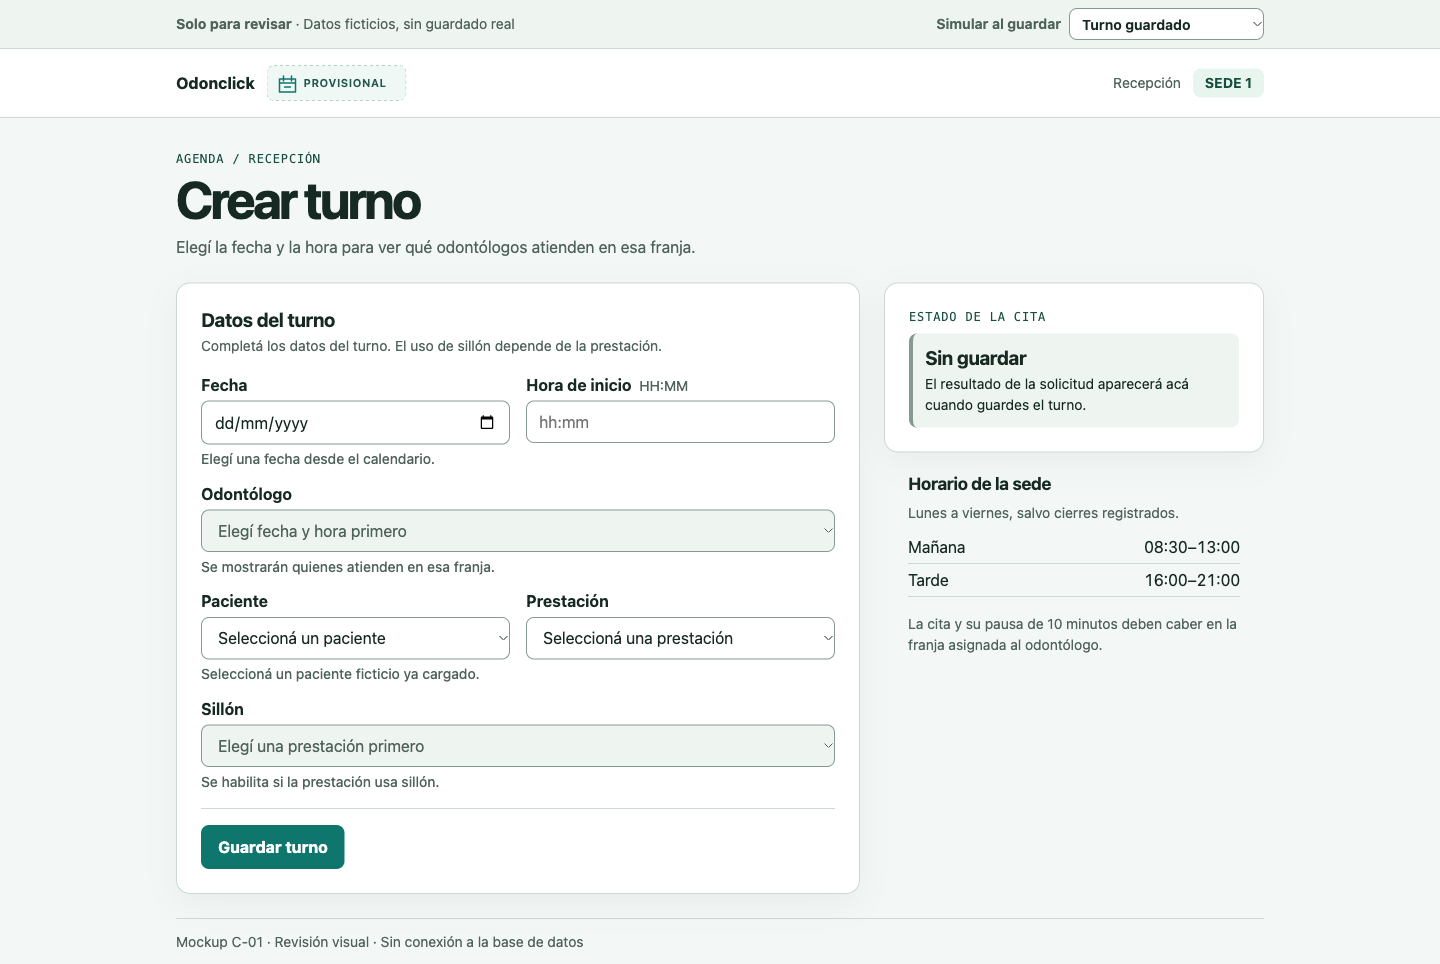 Solo para revisar · Datos ficticios, sin guardado real
Simular al guardar
Turno guardado
Odonclick
PROVISIONAL
Recepción
SEDE 1
AGENDA / RECEPCIÓN
Crear turno
Elegí la fecha y la hora para ver qué odontólogos atienden en esa franja.
Datos del turno
Completá los datos del turno. El uso de sillón depende de la prestación.
Fecha
Hora de inicio HH:MM
dd/mm/yyyy
hh:mm
Elegí una fecha desde el calendario.
Odontólogo
Elegí fecha y hora primero
Se mostrarán quienes atienden en esa franja.
Paciente
Prestación
Seleccioná un paciente
Seleccioná una prestación
Seleccioná un paciente ficticio ya cargado.
Sillón
Elegí una prestación primero
Se habilita si la prestación usa sillón.
Guardar turno
ESTADO DE LA CITA
Sin guardar
El resultado de la solicitud aparecerá acá
cuando guardes el turno.
Horario de la sede
Lunes a viernes, salvo cierres registrados.
Mañana 08:30–13:00
Tarde 16:00–21:00
La cita y su pausa de 10 minutos deben caber en la
franja asignada al odontólogo.
Mockup C-01 · Revisión visual · Sin conexión a la base de datos